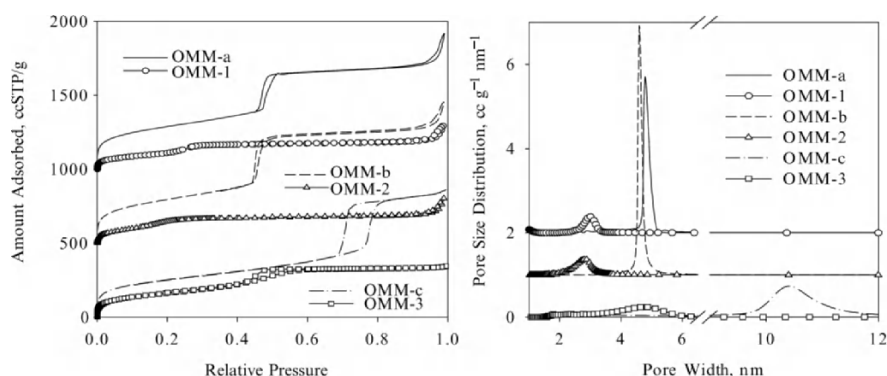 2000
1500
1000
500
0
0.0 0.2 0.4 0.6 0.8 1.0
Amount Adsorbed, ccSTP/g
Relative Pressure
OMM-a
OMM-1
OMM-b
OMM-2
OMM-c
OMM-3
6
4
2
0
2 4 6 10 12
Pore Size Distribution, cc g⁻¹ nm⁻¹
Pore Width, nm
OMM-a
OMM-1
OMM-b
OMM-2
OMM-c
OMM-3